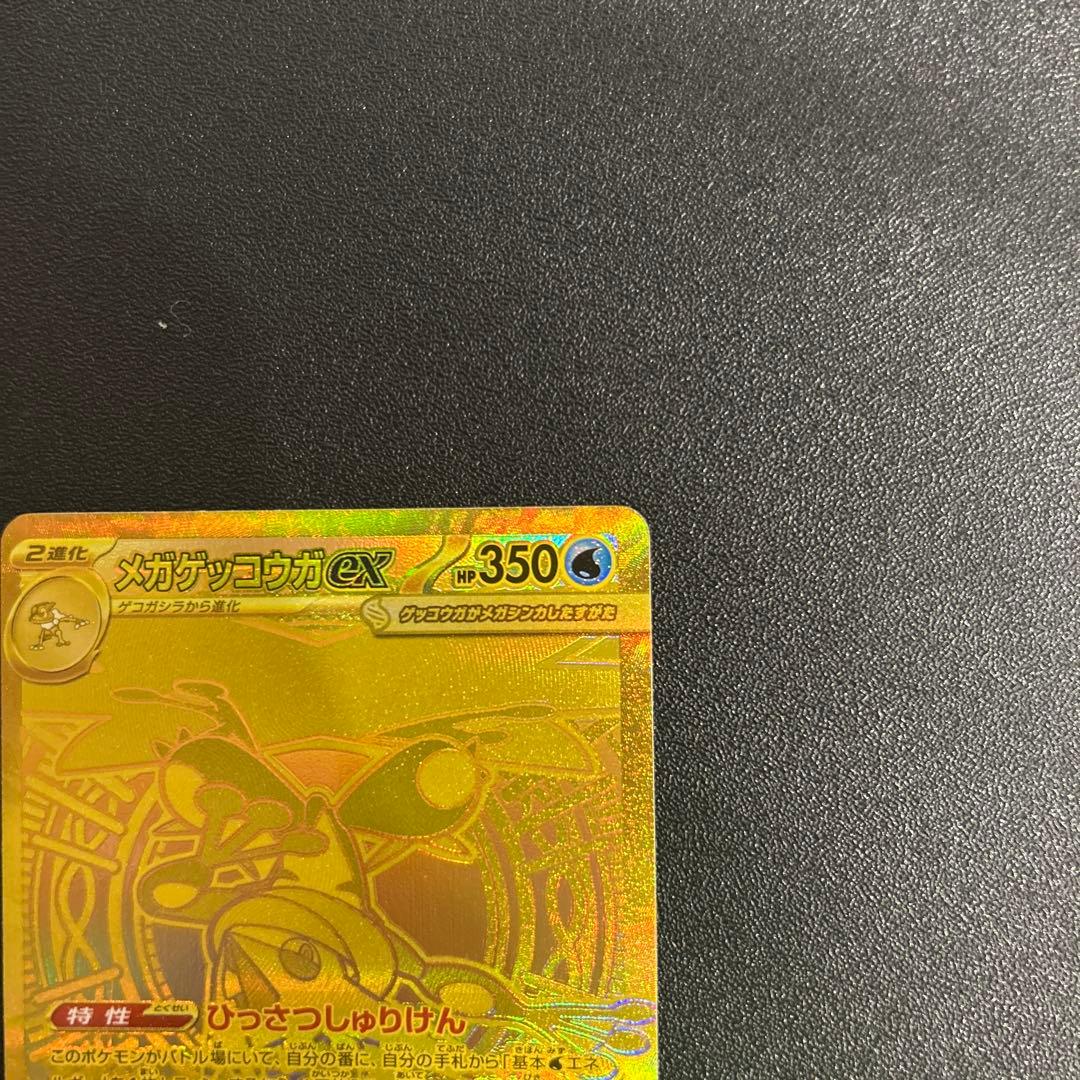 2進化
メガゲッコウガex
HP350
ゲコガシラから進化
ゲッコウガがメガシンカしたすがた
特性
とくせい
ひっさつしゅりけん
このポケモンがバトル場にいて、自分の番に、自分の手札から「基本 エネ